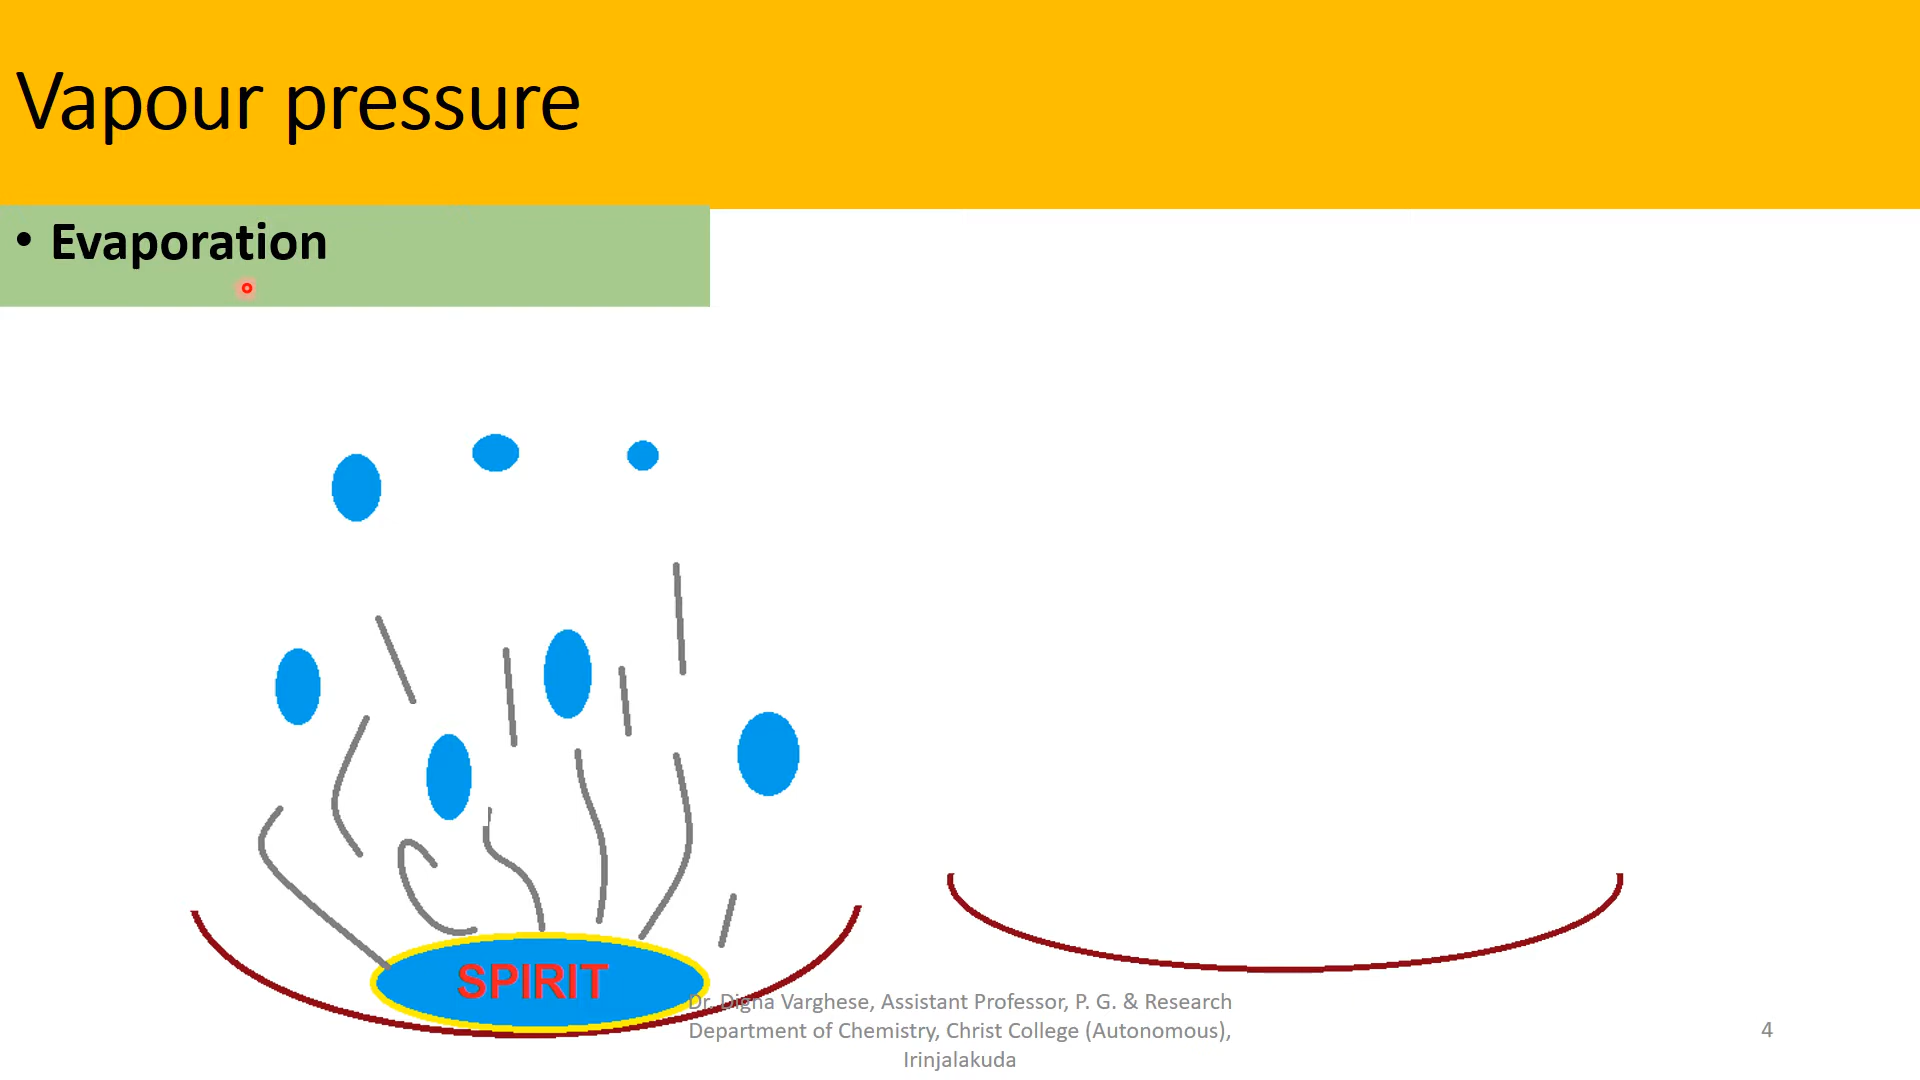 Vapour pressure
• Evaporation
SPIRIT
Dr. Digna Varghese, Assistant Professor, P. G. & Research
Department of Chemistry, Christ College (Autonomous),
Irinjalakuda
4